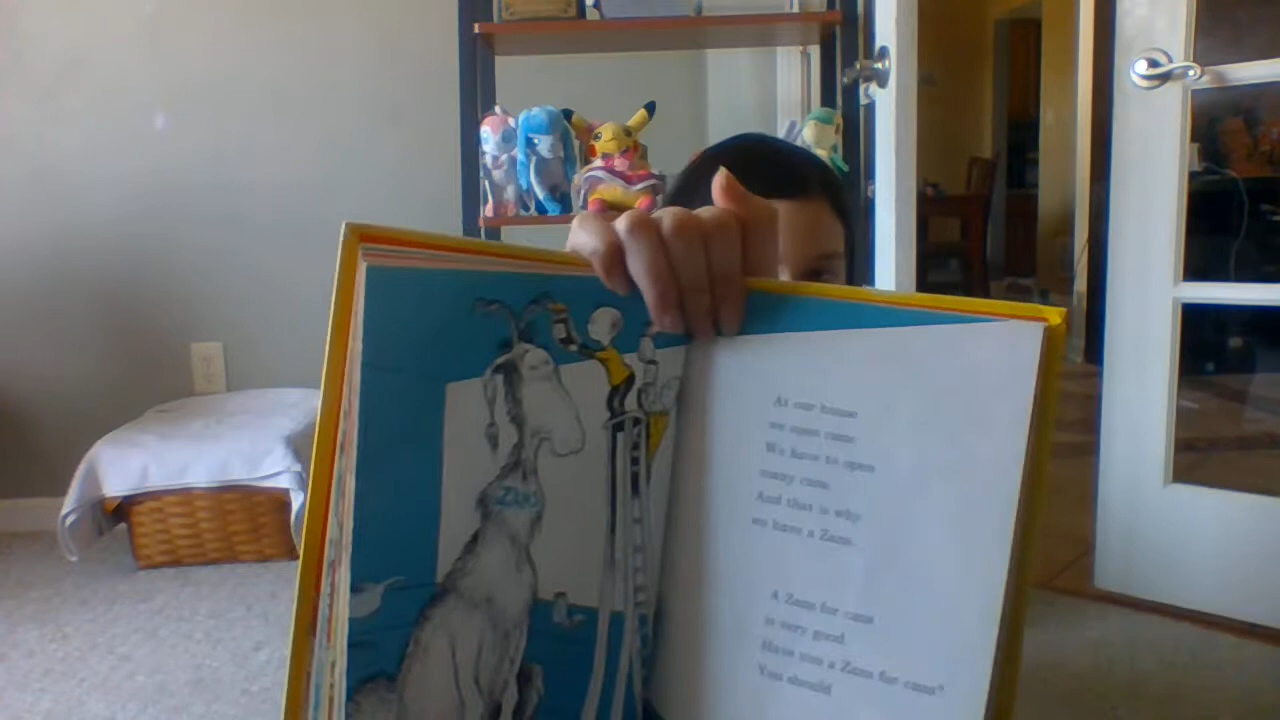 ZANS
At our house
we open cans.
We have to open
many cans.
And that is why
we have a Zans.
A Zans for cans
is very good.
Have you a Zans for cans?
You should.